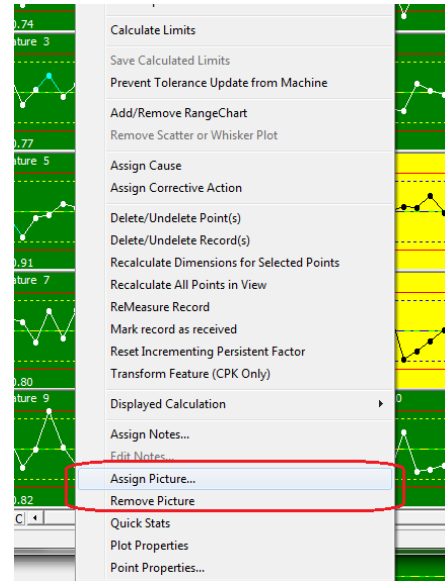 0.74
Calculate Limits
ature 3
Save Calculated Limits
Prevent Tolerance Update from Machine
Add/Remove RangeChart
Remove Scatter or Whisker Plot
0.77
ature 5
Assign Cause
Assign Corrective Action
Delete/Undelete Point(s)
Delete/Undelete Record(s)
Recalculate Dimensions for Selected Points
0.91
ature 7
Recalculate All Points in View
ReMeasure Record
Mark record as received
Reset Incrementing Persistent Factor
Transform Feature (CPK Only)
0.80
ature 9
Displayed Calculation
0
Assign Notes...
Edit Notes...
Assign Picture...
0.82
Remove Picture
C
Quick Stats
Plot Properties
Point Properties...